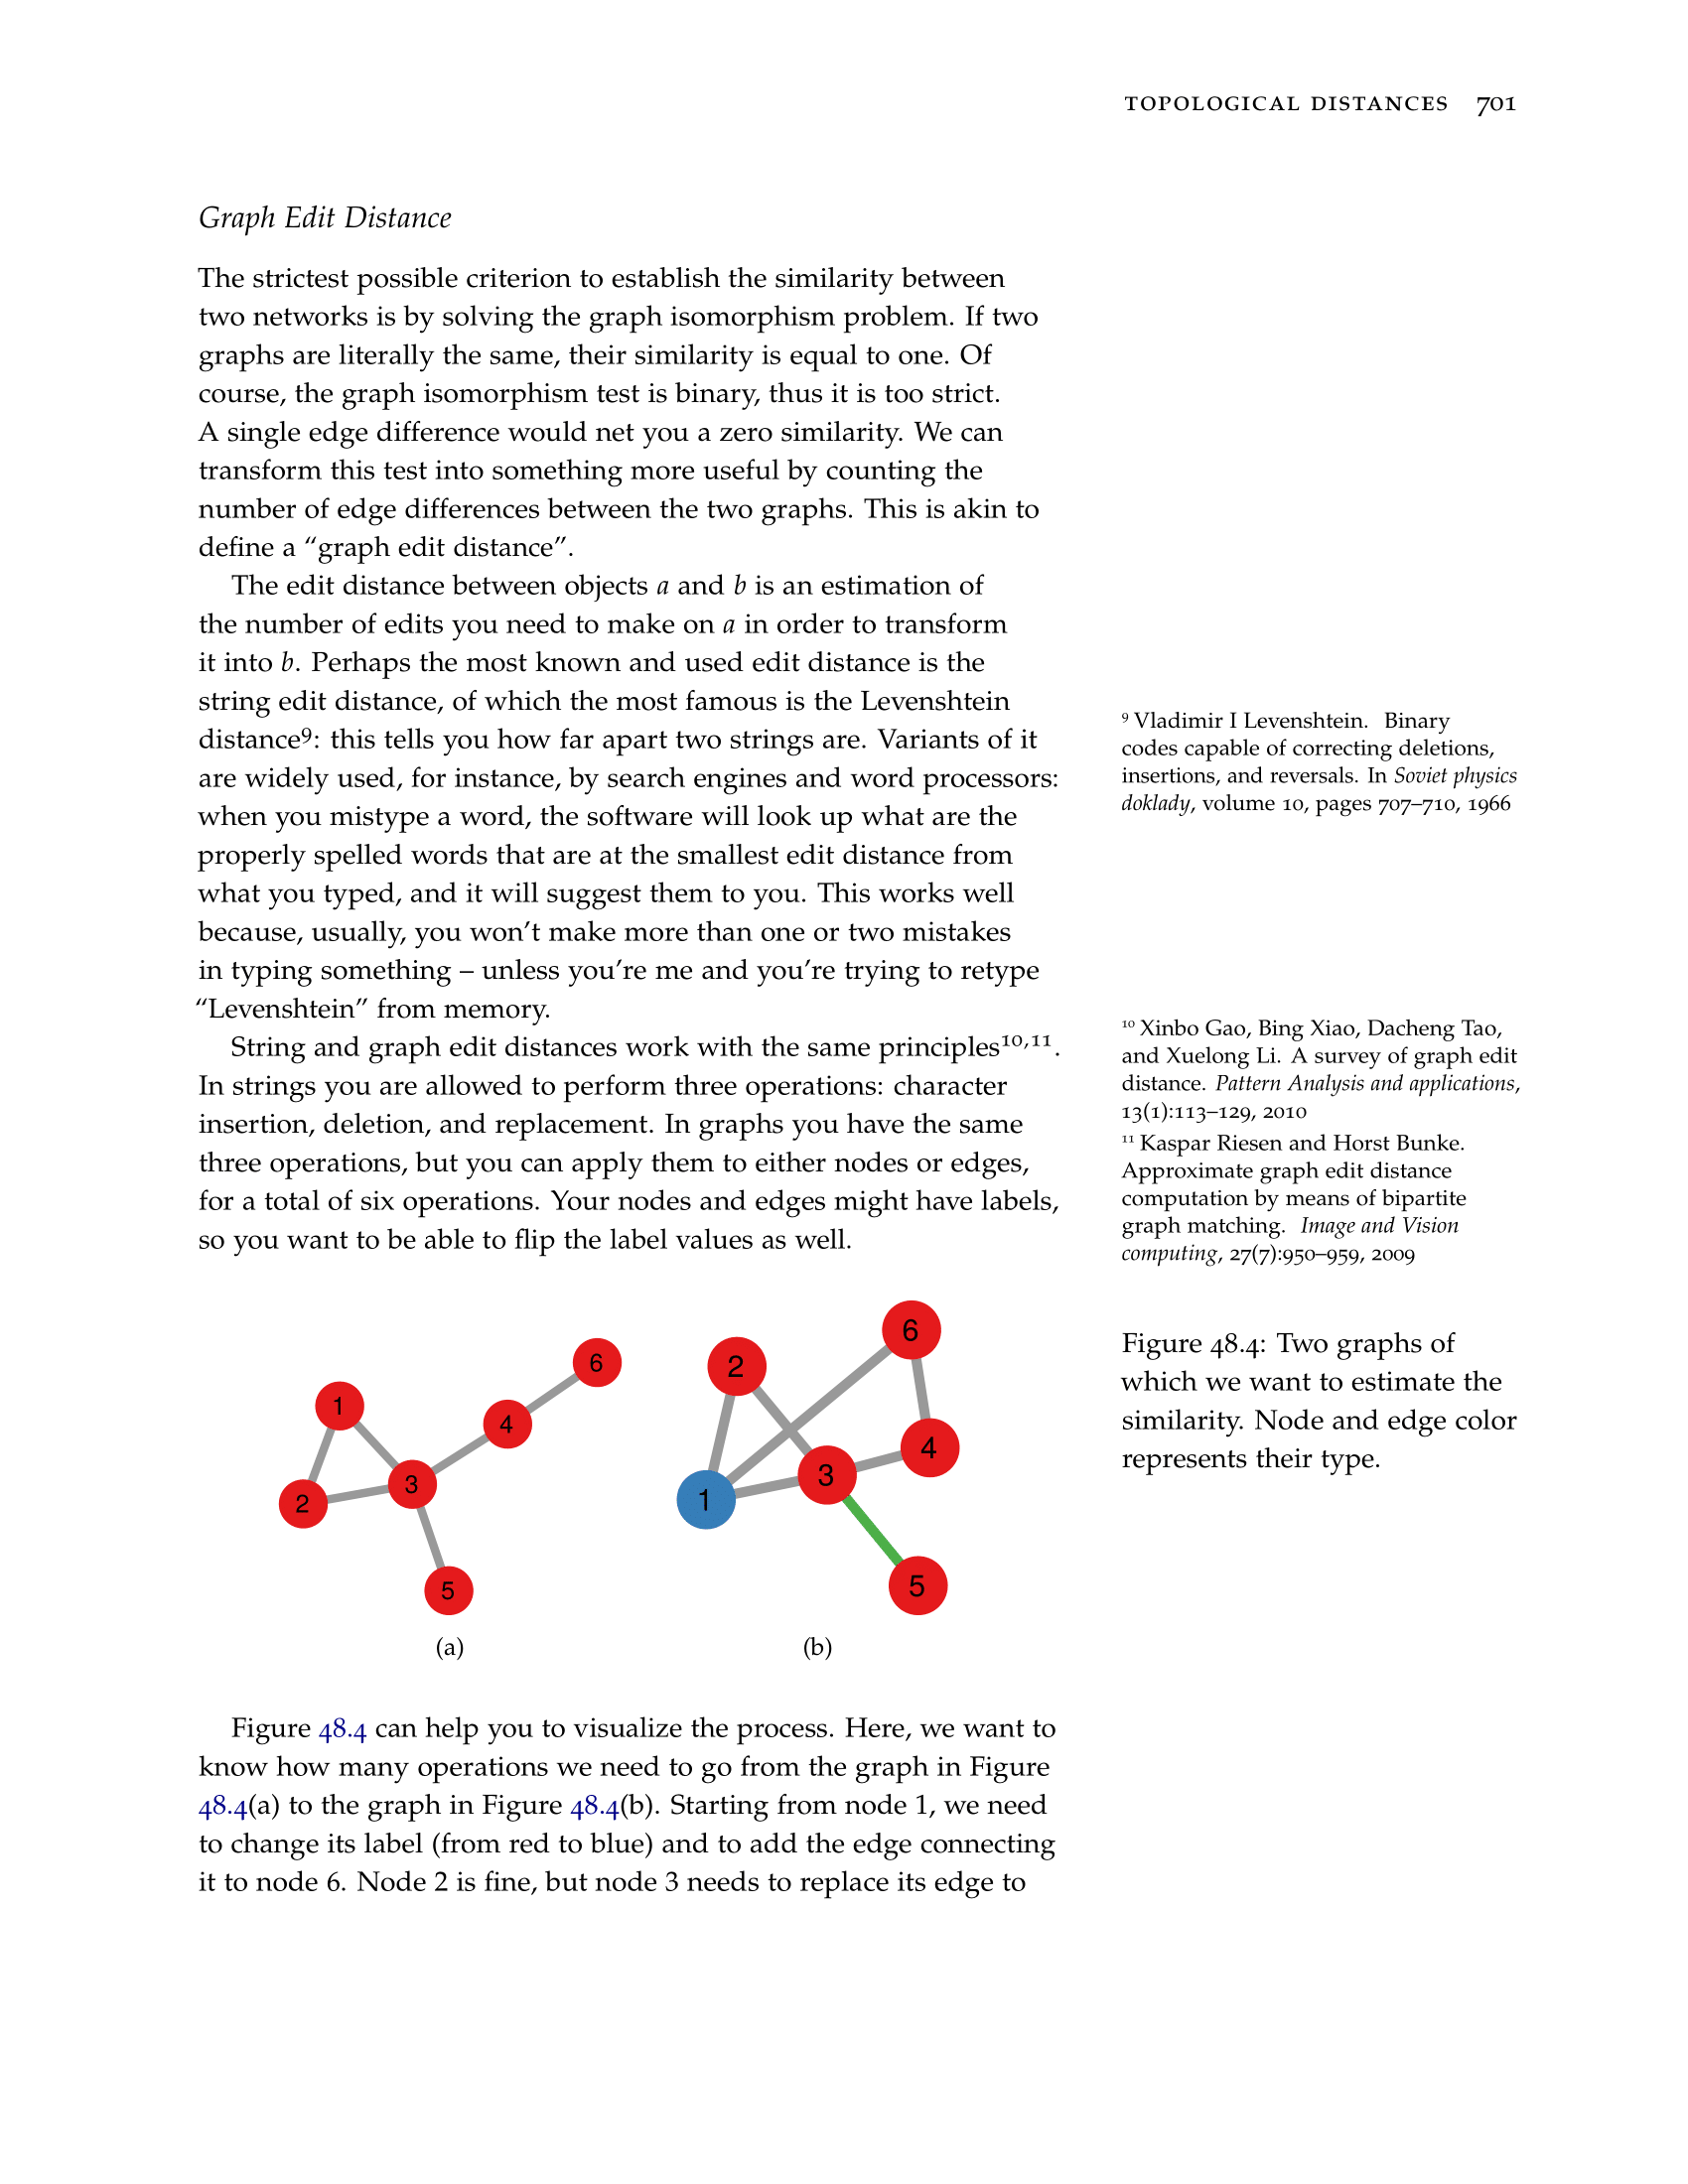 TOPOLOGICAL DISTANCES 701
Graph Edit Distance
The strictest possible criterion to establish the similarity between
two networks is by solving the graph isomorphism problem. If two
graphs are literally the same, their similarity is equal to one. Of
course, the graph isomorphism test is binary, thus it is too strict.
A single edge difference would net you a zero similarity. We can
transform this test into something more useful by counting the
number of edge differences between the two graphs. This is akin to
define a “graph edit distance”.
The edit distance between objects a and b is an estimation of
the number of edits you need to make on a in order to transform
it into b. Perhaps the most known and used edit distance is the
string edit distance, of which the most famous is the Levenshtein
distance⁹: this tells you how far apart two strings are. Variants of it
are widely used, for instance, by search engines and word processors:
when you mistype a word, the software will look up what are the
properly spelled words that are at the smallest edit distance from
what you typed, and it will suggest them to you. This works well
because, usually, you won’t make more than one or two mistakes
in typing something – unless you’re me and you’re trying to retype
“Levenshtein” from memory.
String and graph edit distances work with the same principles¹⁰,¹¹.
In strings you are allowed to perform three operations: character
insertion, deletion, and replacement. In graphs you have the same
three operations, but you can apply them to either nodes or edges,
for a total of six operations. Your nodes and edges might have labels,
so you want to be able to flip the label values as well.
⁹ Vladimir I Levenshtein. Binary
codes capable of correcting deletions,
insertions, and reversals. In Soviet physics
doklady, volume 10, pages 707–710, 1966
¹⁰ Xinbo Gao, Bing Xiao, Dacheng Tao,
and Xuelong Li. A survey of graph edit
distance. Pattern Analysis and applications,
13(1):113–129, 2010
¹¹ Kaspar Riesen and Horst Bunke.
Approximate graph edit distance
computation by means of bipartite
graph matching. Image and Vision
computing, 27(7):950–959, 2009
1
2
3
4
5
6
(a)
1
2
3
4
5
6
(b)
Figure 48.4: Two graphs of
which we want to estimate the
similarity. Node and edge color
represents their type.
Figure 48.4 can help you to visualize the process. Here, we want to
know how many operations we need to go from the graph in Figure
48.4(a) to the graph in Figure 48.4(b). Starting from node 1, we need
to change its label (from red to blue) and to add the edge connecting
it to node 6. Node 2 is fine, but node 3 needs to replace its edge to